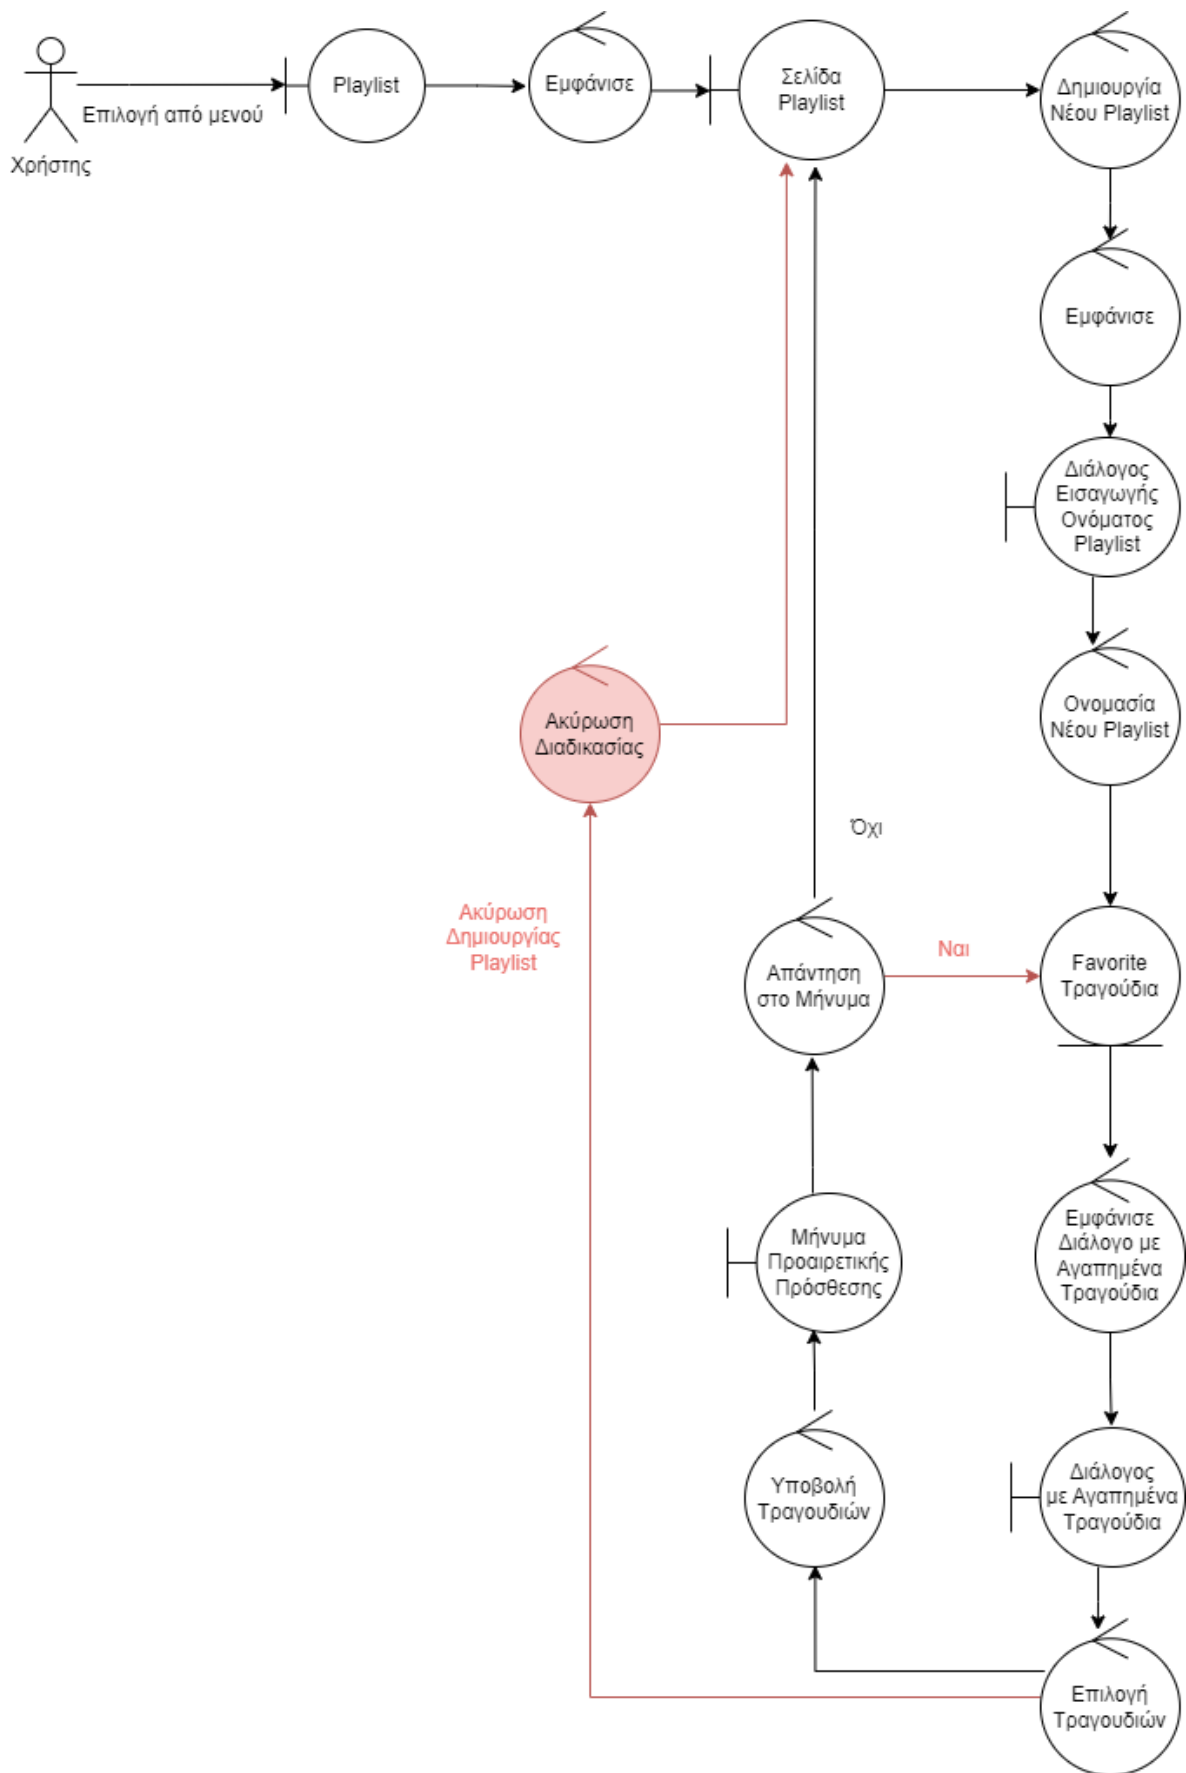 Χρήστης
Επιλογή από μενού
Playlist
Εμφάνισε
Σελίδα
Playlist
Δημιουργία
Νέου Playlist
Εμφάνισε
Διάλογος
Εισαγωγής
Ονόματος
Playlist
Ονομασία
Νέου Playlist
Ακύρωση
Διαδικασίας
Όχι
Ακύρωση
Δημιουργίας
Playlist
Απάντηση
στο Μήνυμα
Ναι
Favorite
Τραγούδια
Εμφάνισε
Διάλογο με
Αγαπημένα
Τραγούδια
Μήνυμα
Προαιρετικής
Πρόσθεσης
Διάλογος
με Αγαπημένα
Τραγούδια
Υποβολή
Τραγουδιών
Επιλογή
Τραγουδιών